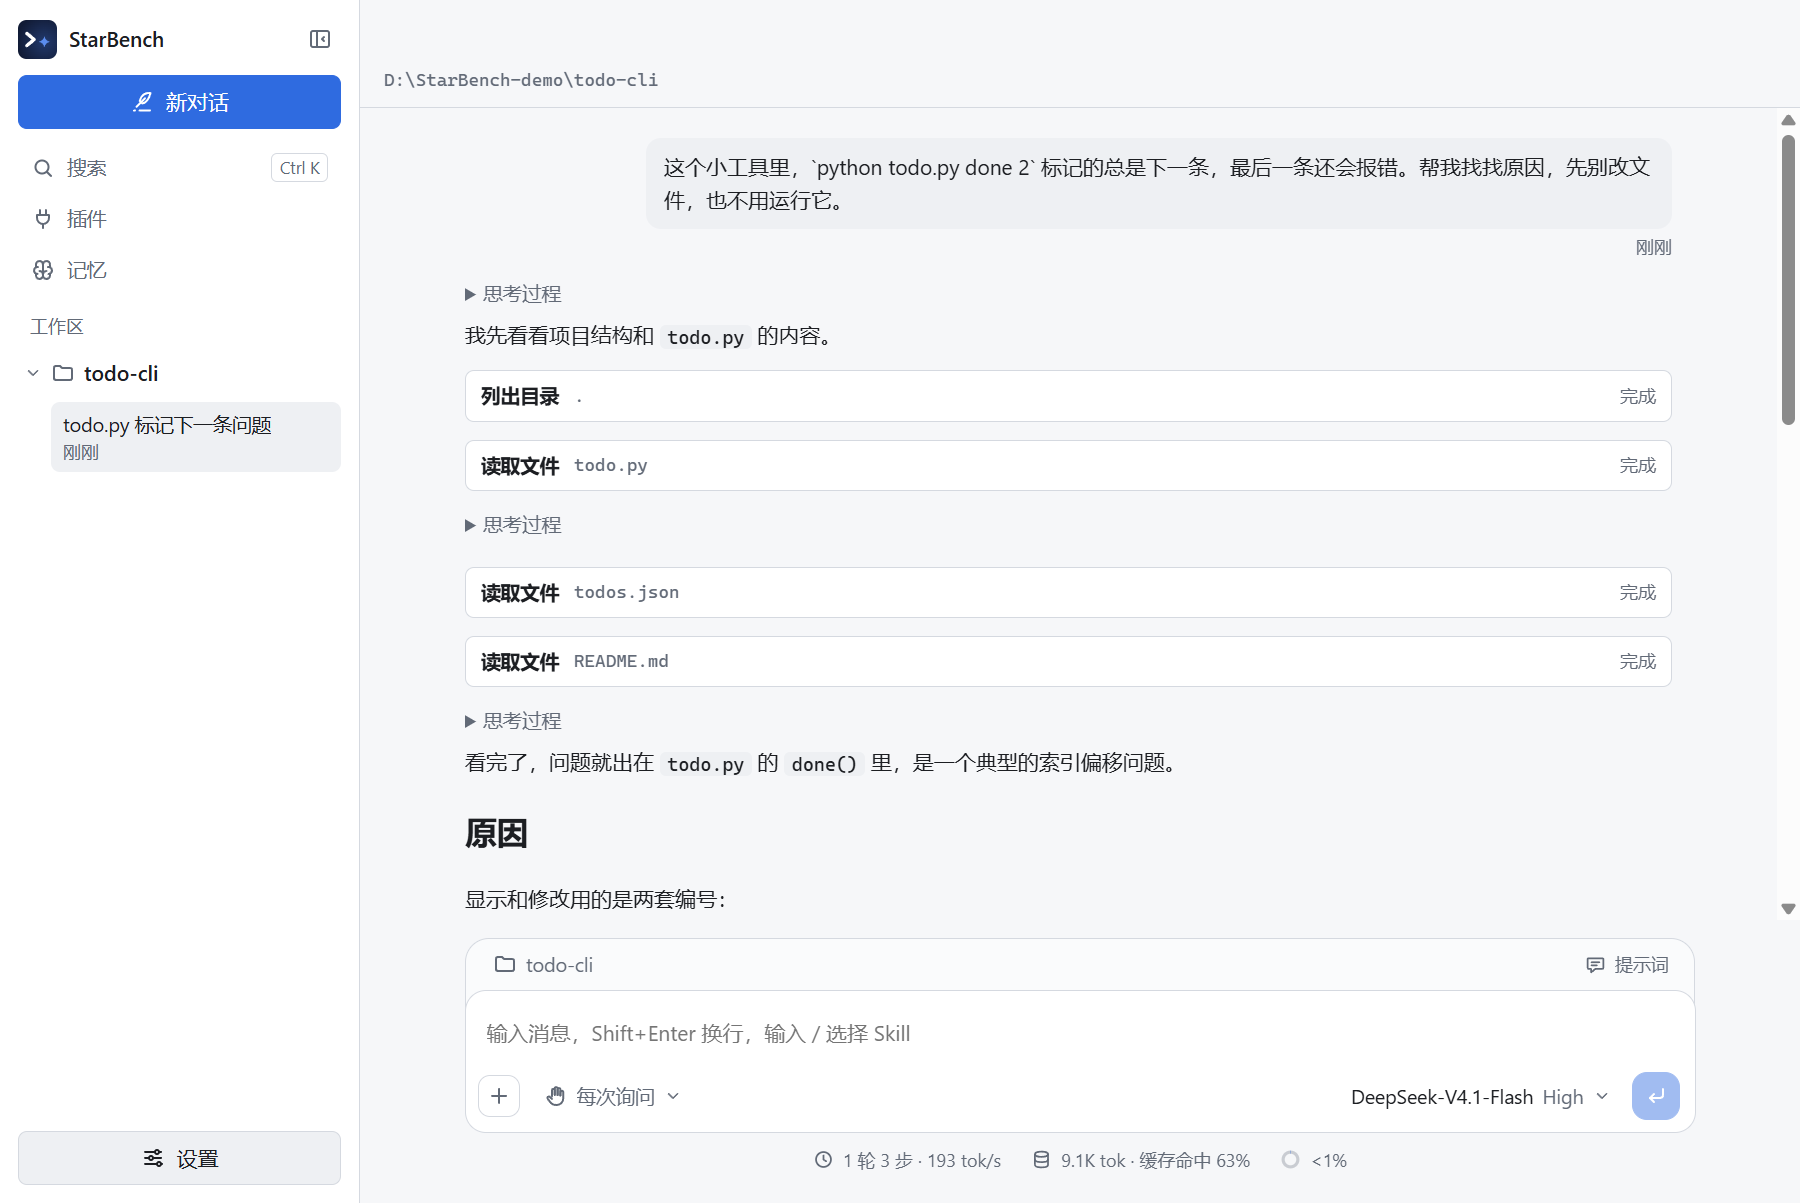 StarBench
新对话
搜索 Ctrl K
插件
记忆
工作区
todo-cli
todo.py 标记下一条问题
刚刚
设置
D:\StarBench-demo\todo-cli
这个小工具里，`python todo.py done 2` 标记的总是下一条，最后一条还会报错。帮我找找原因，先别改文
件，也不用运行它。
刚刚
思考过程
我先看看项目结构和 todo.py 的内容。
列出目录 . 完成
读取文件 todo.py 完成
思考过程
读取文件 todos.json 完成
读取文件 README.md 完成
思考过程
看完了，问题就出在 todo.py 的 done() 里，是一个典型的索引偏移问题。
原因
显示和修改用的是两套编号：
todo-cli 提示词
输入消息，Shift+Enter 换行，输入 / 选择 Skill
每次询问 DeepSeek-V4.1-Flash High
1 轮 3 步 · 193 tok/s 9.1K tok · 缓存命中 63% <1%